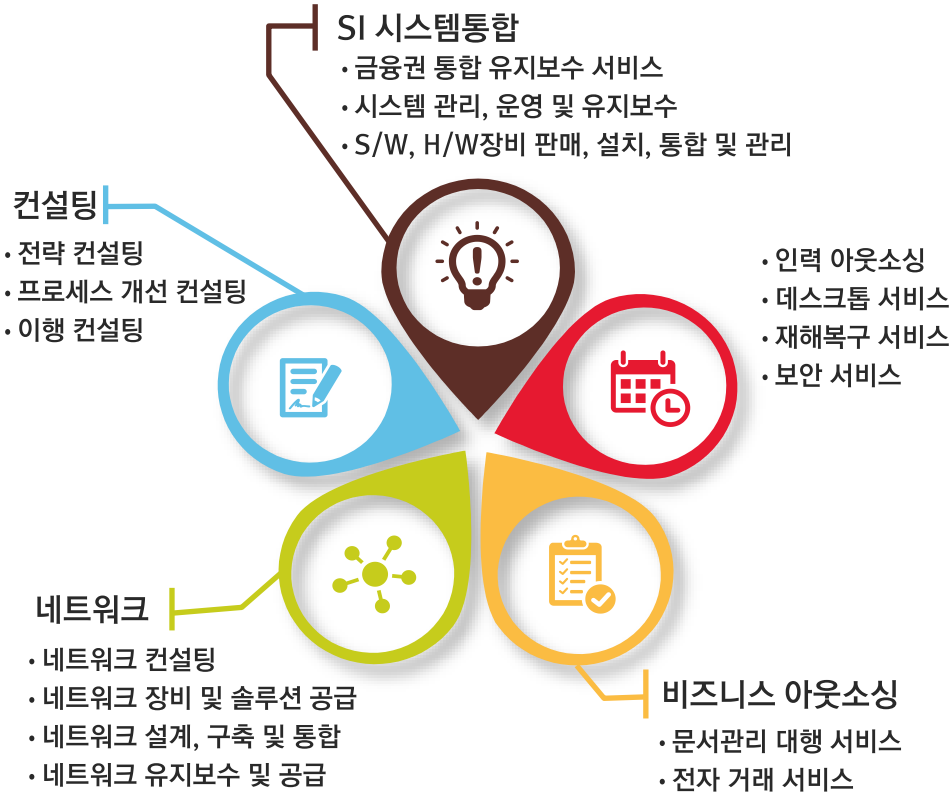 SI 시스템통합
· 금융권 통합 유지보수 서비스
· 시스템 관리, 운영 및 유지보수
· S/W, H/W장비 판매, 설치, 통합 및 관리
컨설팅
· 전략 컨설팅
· 프로세스 개선 컨설팅
· 이행 컨설팅
· 인력 아웃소싱
· 데스크톱 서비스
· 재해복구 서비스
· 보안 서비스
네트워크
· 네트워크 컨설팅
· 네트워크 장비 및 솔루션 공급
· 네트워크 설계, 구축 및 통합
· 네트워크 유지보수 및 공급
비즈니스 아웃소싱
· 문서관리 대행 서비스
· 전자 거래 서비스